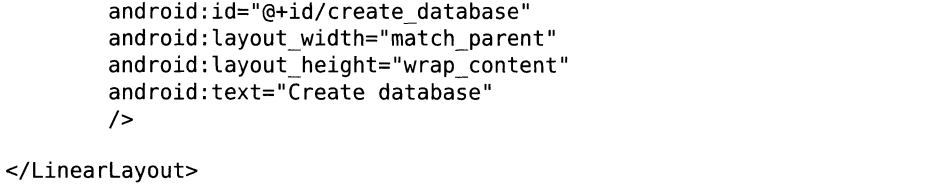 android:id="@+id/create_database"
android:layout_width="match_parent"
android:layout_height="wrap_content"
android:text="Create database"
/>
</LinearLayout>